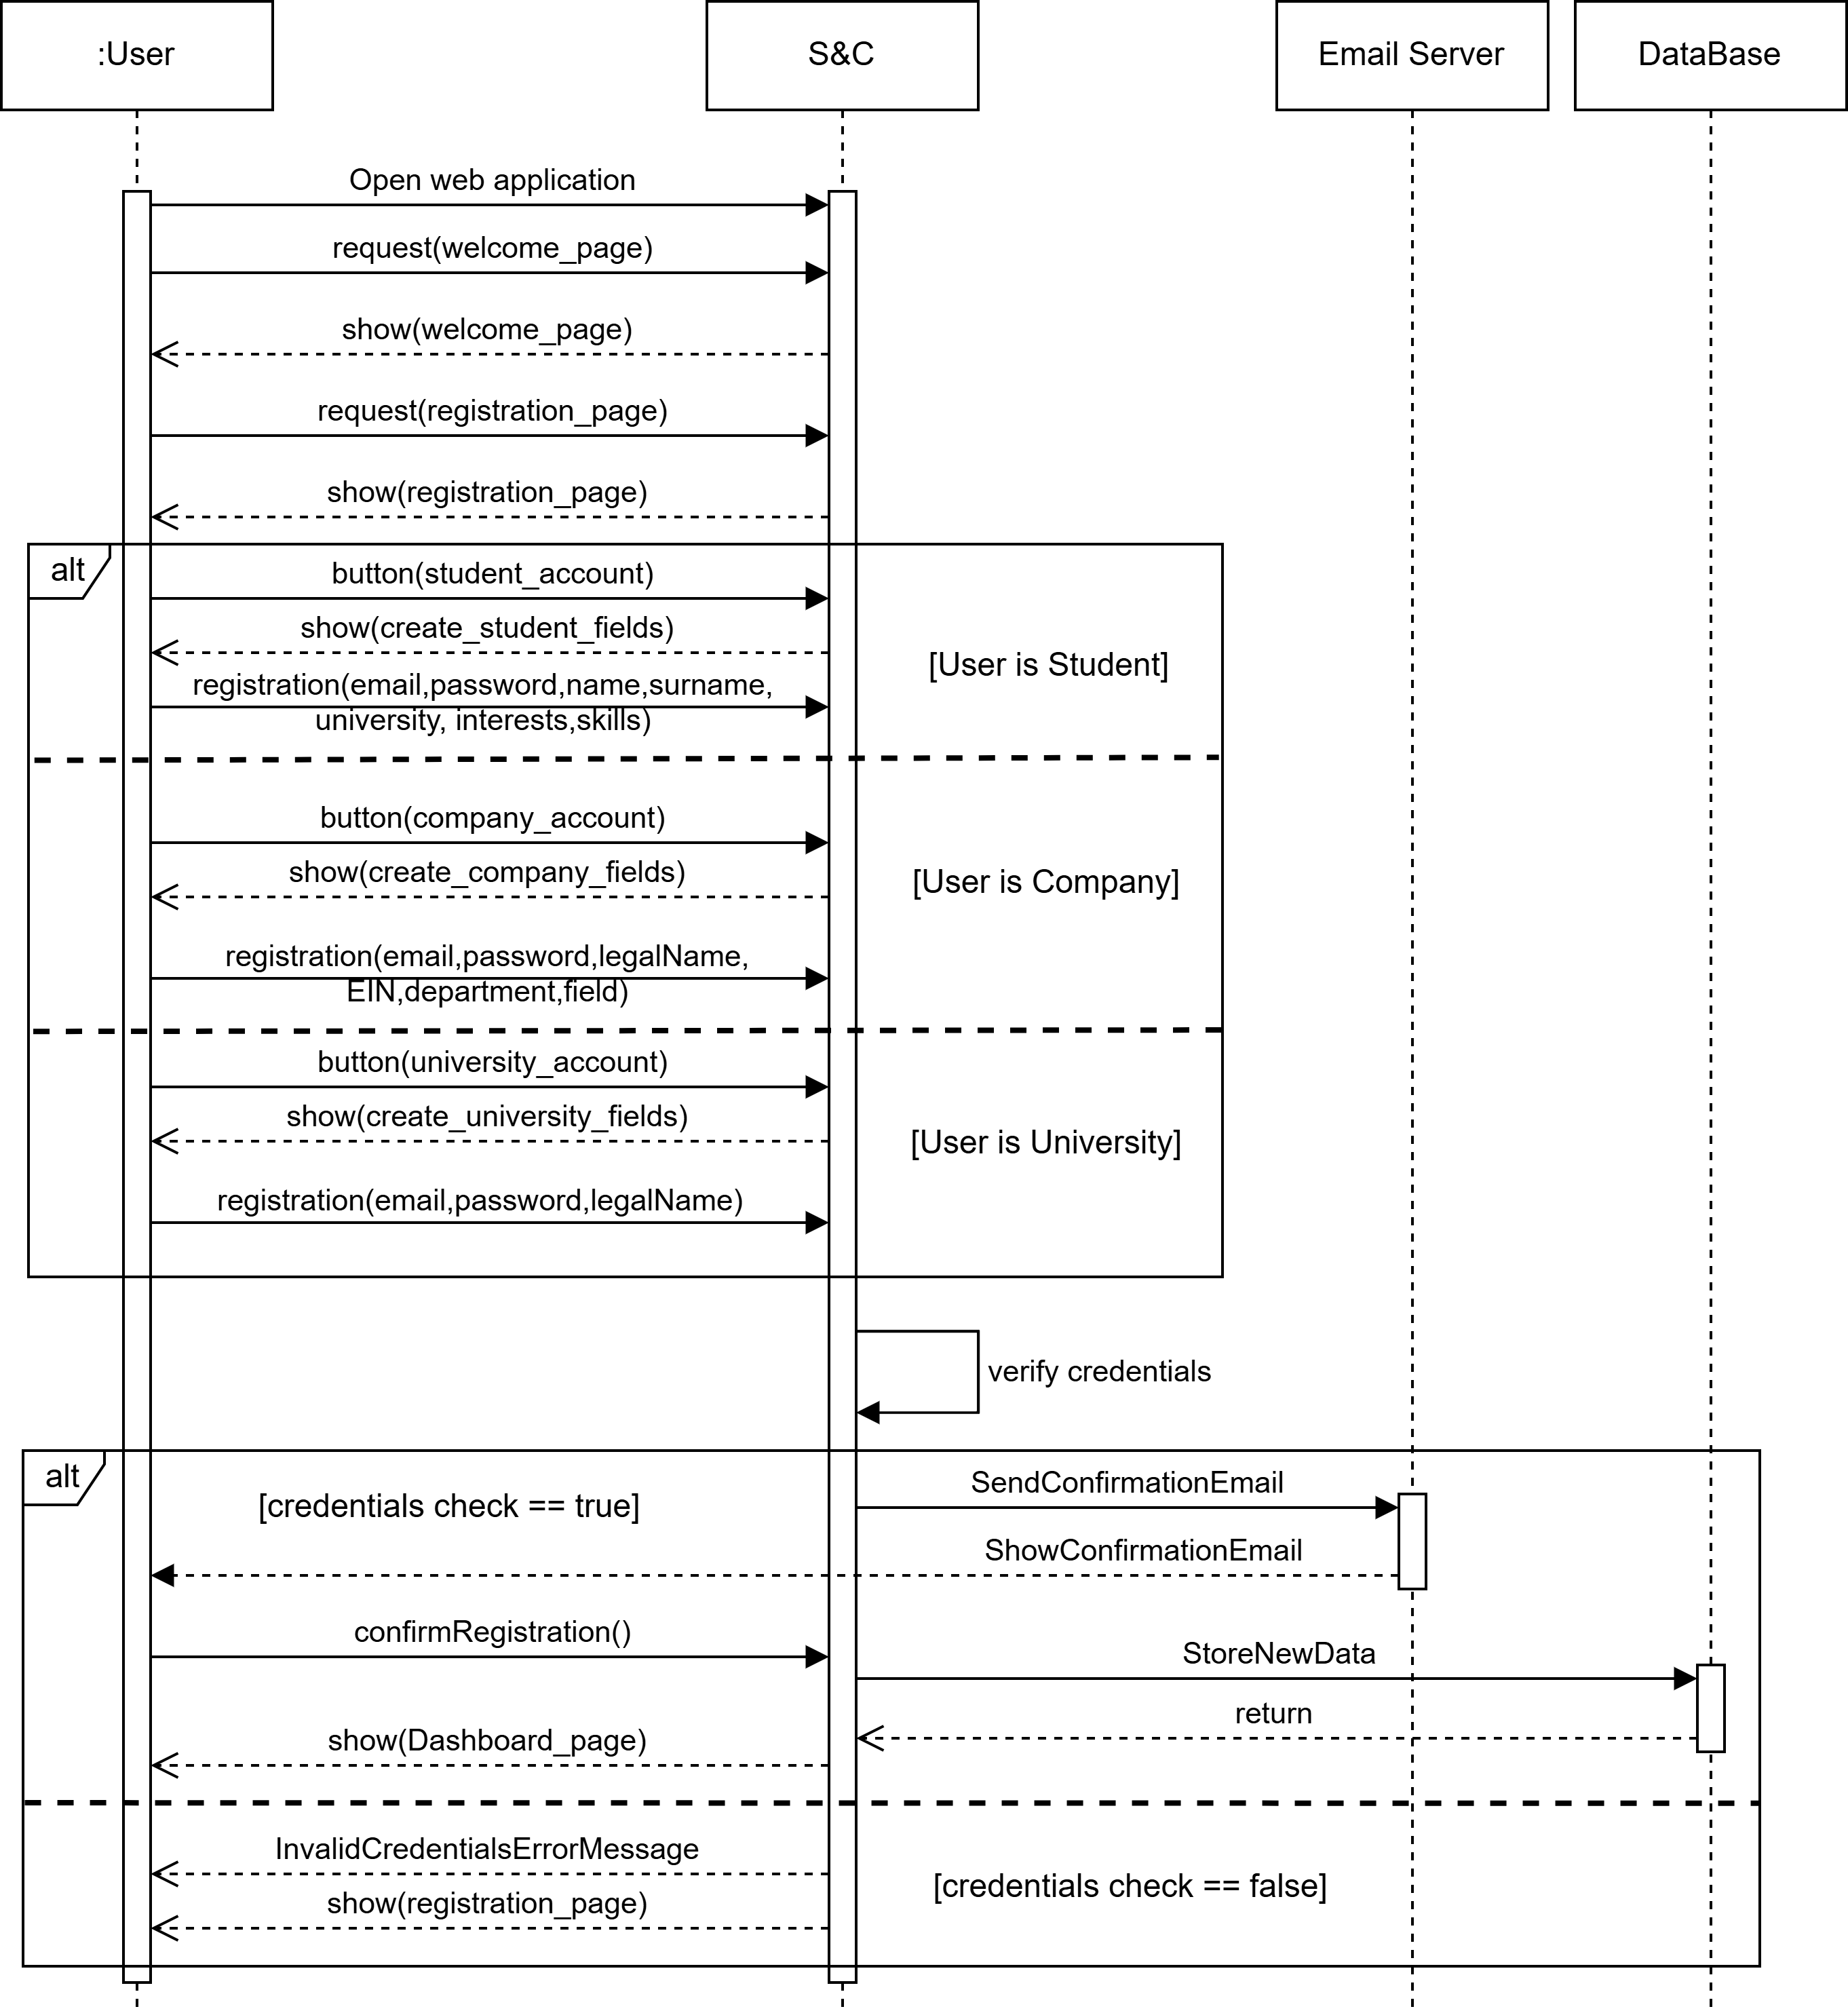 :User
S&C
Email Server
DataBase
Open web application
request(welcome_page)
show(welcome_page)
request(registration_page)
show(registration_page)
alt
button(student_account)
show(create_student_fields)
[User is Student]
registration(email,password,name,surname,
university, interests,skills)
button(company_account)
show(create_company_fields)
[User is Company]
registration(email,password,legalName,
EIN,department,field)
button(university_account)
show(create_university_fields)
[User is University]
registration(email,password,legalName)
verify credentials
alt
[credentials check == true]
SendConfirmationEmail
ShowConfirmationEmail
confirmRegistration()
StoreNewData
return
show(Dashboard_page)
InvalidCredentialsErrorMessage
[credentials check == false]
show(registration_page)